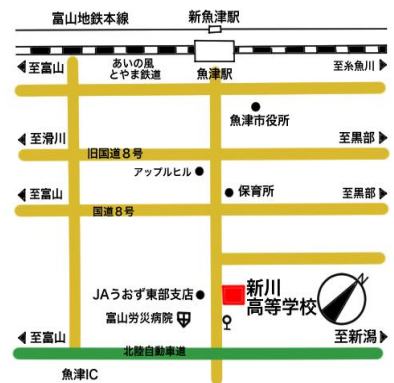 富山地鉄本線
新魚津駅
至富山
あいの風
とやま鉄道
魚津駅
至糸魚川
魚津市役所
至滑川
旧国道8号
至黒部
アップルヒル
至富山
保育所
至黒部
国道8号
JAうおず東部支店
新川
高等学校
富山労災病院
至富山
至新潟
北陸自動車道
魚津IC